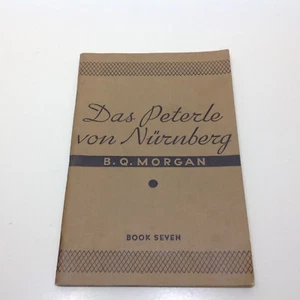 Das Peterle
von Nürnberg
B. Q. MORGAN
BOOK SEVEN